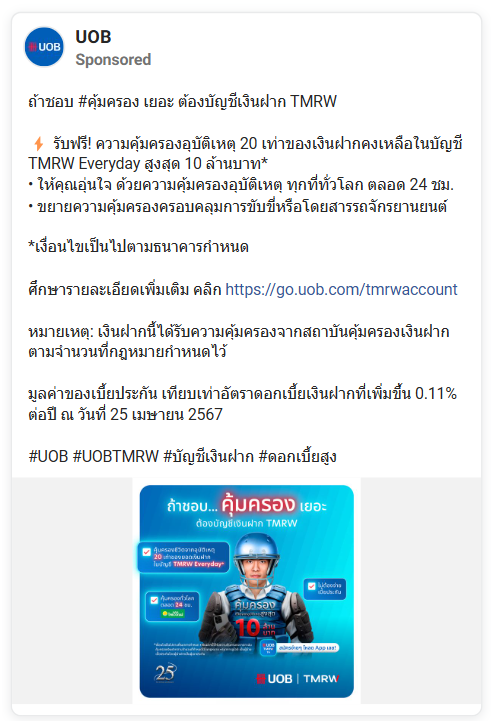 UOB
UOB
Sponsored
ถ้าชอบ #คุ้มครอง เยอะ ต้องบัญชีเงินฝาก TMRW
⚡ รับฟรี! ความคุ้มครองอุบัติเหตุ 20 เท่าของเงินฝากคงเหลือในบัญชี
TMRW Everyday สูงสุด 10 ล้านบาท*
• ให้คุณอุ่นใจ ด้วยความคุ้มครองอุบัติเหตุ ทุกที่ทั่วโลก ตลอด 24 ชม.
• ขยายความคุ้มครองครอบคลุมการขับขี่หรือโดยสารรถจักรยานยนต์
*เงื่อนไขเป็นไปตามธนาคารกำหนด
ศึกษารายละเอียดเพิ่มเติม คลิก https://go.uob.com/tmrwaccount
หมายเหตุ: เงินฝากนี้ได้รับความคุ้มครองจากสถาบันคุ้มครองเงินฝาก
ตามจำนวนที่กฎหมายกำหนดไว้
มูลค่าของเบี้ยประกัน เทียบเท่าอัตราดอกเบี้ยเงินฝากที่เพิ่มขึ้น 0.11%
ต่อปี ณ วันที่ 25 เมษายน 2567
#UOB #UOBTMRW #บัญชีเงินฝาก #ดอกเบี้ยสูง
ถ้าชอบ... คุ้มครอง เยอะ
ต้องบัญชีเงินฝาก TMRW
คุ้มครองชีวิตจากอุบัติเหตุ
20 เท่าของยอดเงินฝาก
ในบัญชี TMRW Everyday*
คุ้มครองทั่วโลก
ตลอด 24 ชม.
ไม่ต้องจ่าย
เบี้ยประกัน
คุ้มครอง
สูงสุด
10 ล้าน
บาท
สมัครง่ายๆ โหลด App เลย!
25
UOB | TMRW